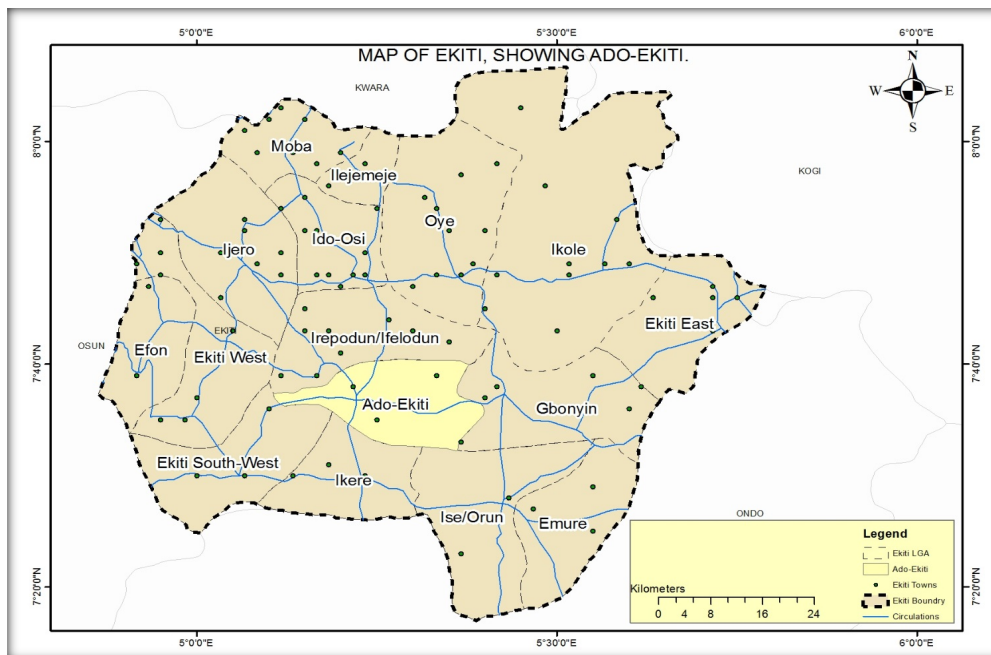 5°0'0"E
5°30'0"E
6°0'0"E
MAP OF EKITI, SHOWING ADO-EKITI.
KWARA
W
N
E
S
8°0'0"N
8°0'0"N
Moba
Ilejemeje
KOGI
Oye
Ijero
Ido-Osi
Ikole
Ekiti East
EKITI
Irepodun/Ifelodun
OSUN
Efon
Ekiti West
7°40'0"N
7°40'0"N
Ado-Ekiti
Gbonyin
Ekiti South-West
Ikere
Ise/Orun
Emure
ONDO
Legend
Ekiti LGA
Ado-Ekiti
Ekiti Towns
Ekiti Boundry
Circulations
Kilometers
0 4 8 16 24
7°20'0"N
7°20'0"N
5°0'0"E
5°30'0"E
6°0'0"E